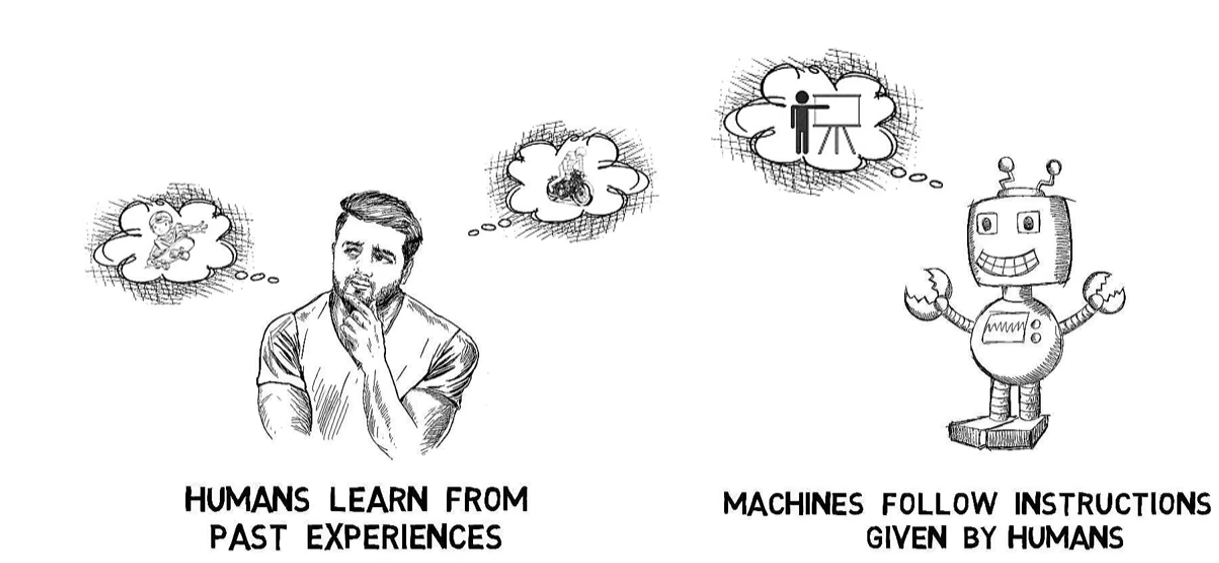 HUMANS LEARN FROM
PAST EXPERIENCES
MACHINES FOLLOW INSTRUCTIONS
GIVEN BY HUMANS